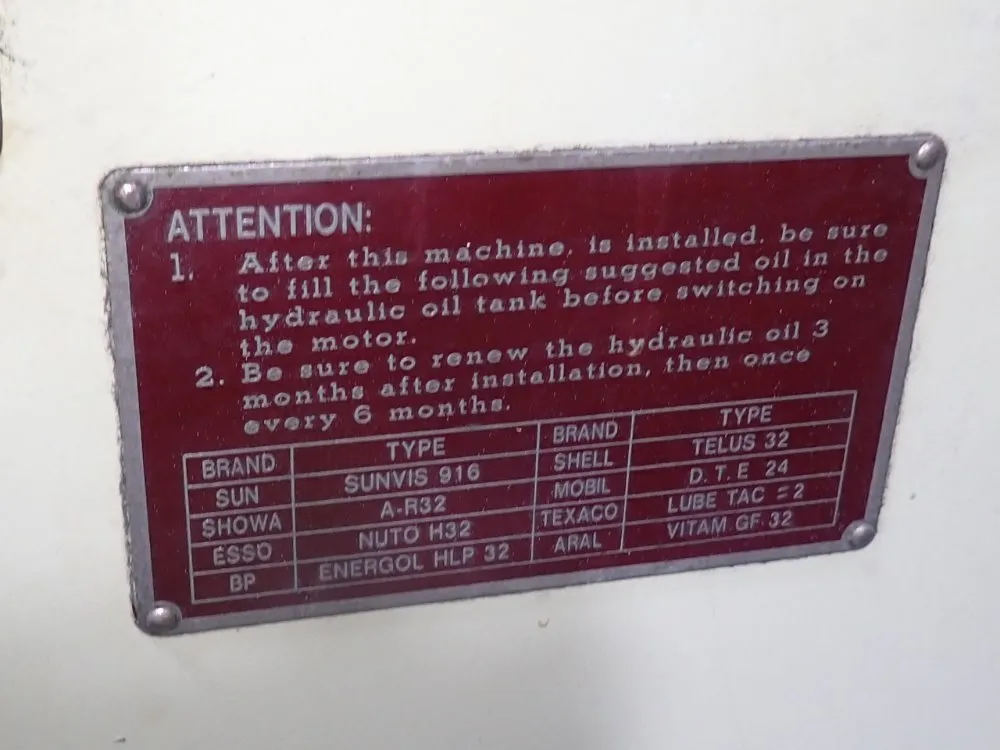 ATTENTION:
1. After this machine. is installed. be sure
to fill the following suggested oil in the
hydraulic oil tank before switching on
the motor.
2. Be sure to renew the hydraulic oil 3
months after installation, then once
every 6 months.
BRAND TYPE BRAND TYPE
SUN SUNVIS 916 SHELL TELUS 32
SHOWA A-R32 MOBIL D.T.E 24
ESSO NUTO H32 TEXACO LUBE TAC
BP ENERGOL HLP 32 ARAL VITAM GF 32